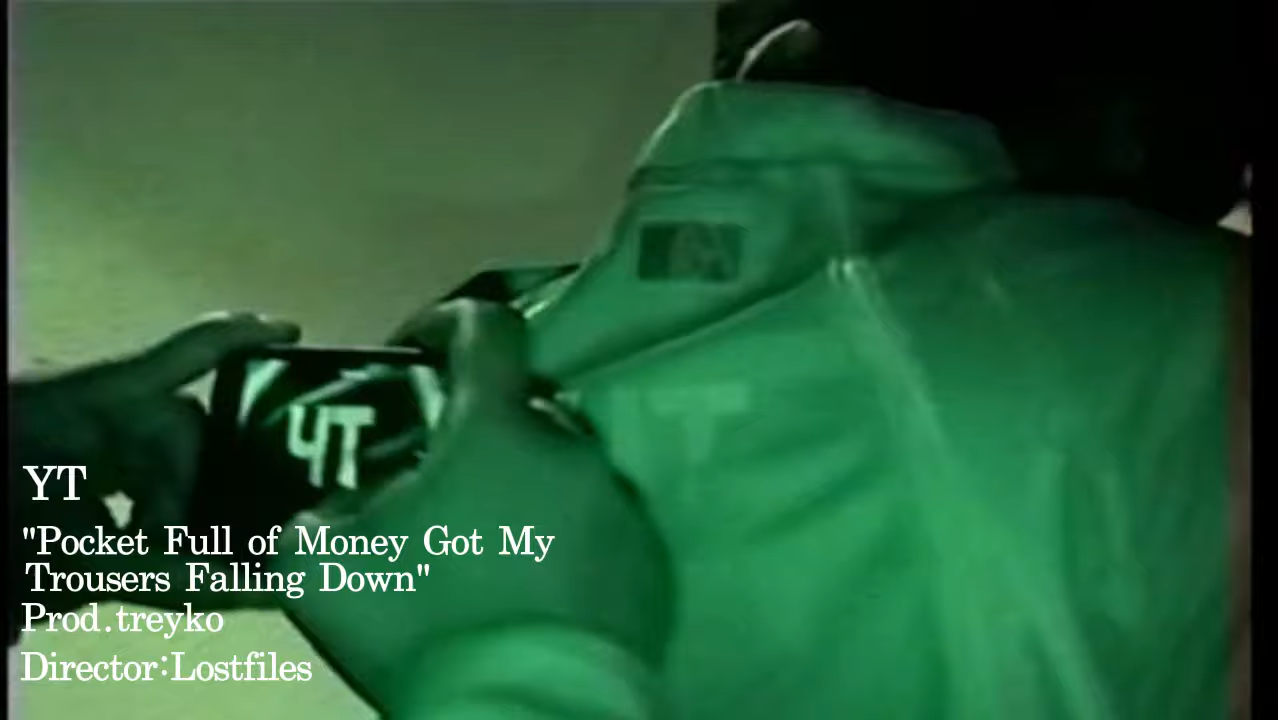 YT
YT
"Pocket Full of Money Got My
Trousers Falling Down"
Prod.treyko
Director:Lostfiles